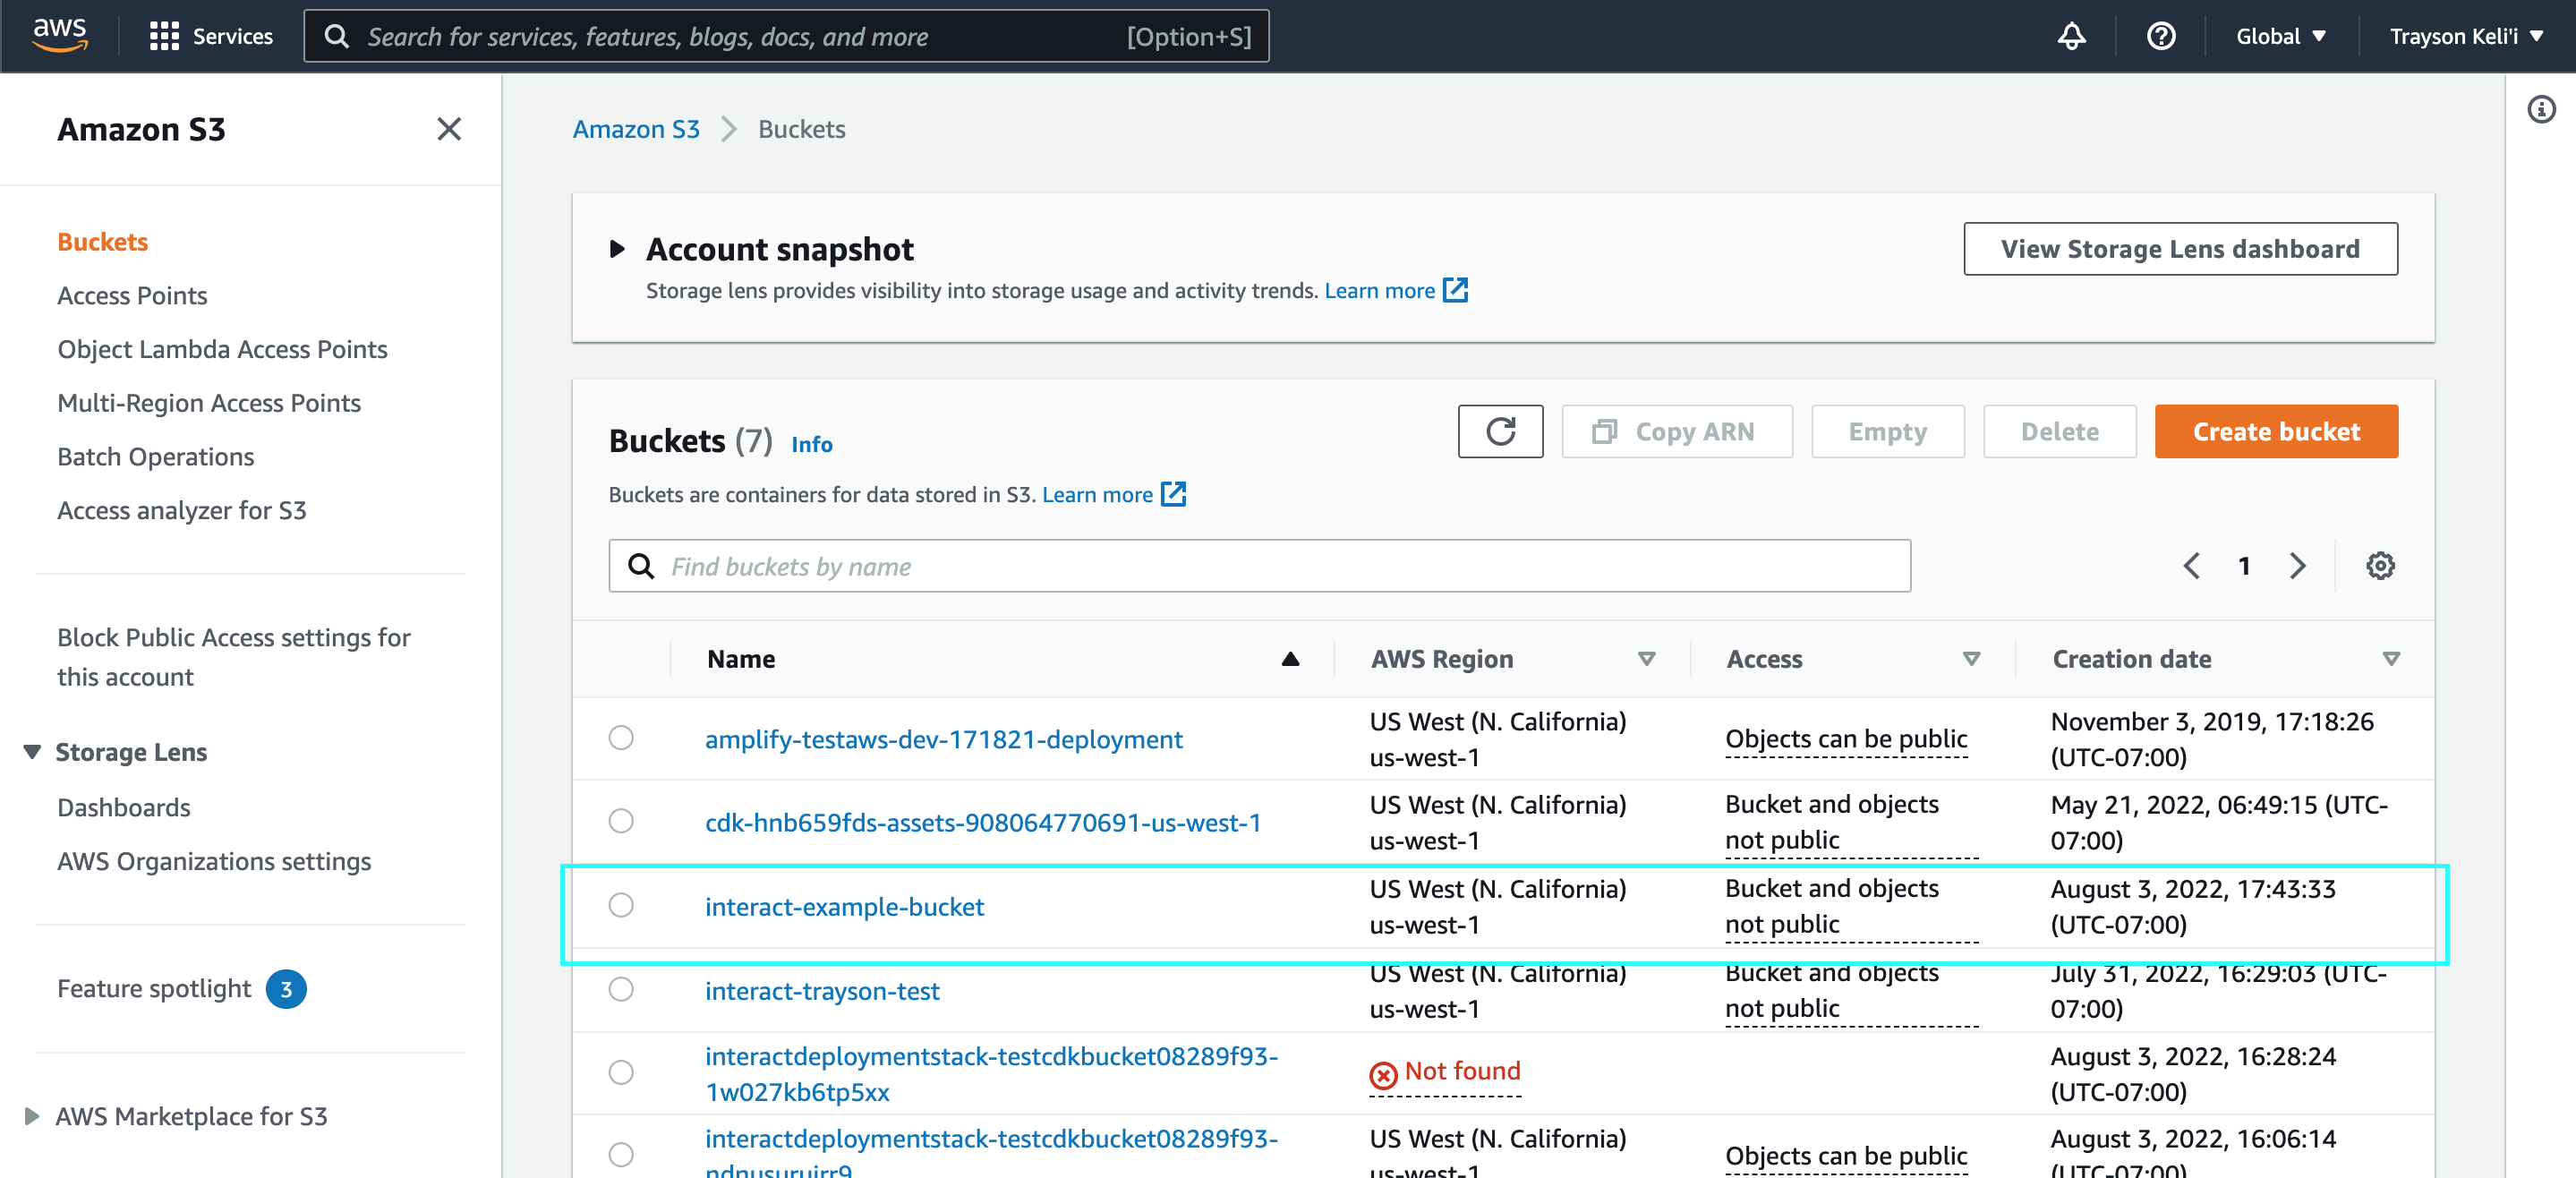 aws
Services
Search for services, features, blogs, docs, and more
[Option+S]
Global
Trayson Keli'i
Amazon S3
Buckets
Access Points
Object Lambda Access Points
Multi-Region Access Points
Batch Operations
Access analyzer for S3
Block Public Access settings for
this account
Storage Lens
Dashboards
AWS Organizations settings
Feature spotlight 3
AWS Marketplace for S3
Amazon S3 > Buckets
Account snapshot
Storage lens provides visibility into storage usage and activity trends. Learn more
View Storage Lens dashboard
Buckets (7) Info
Copy ARN
Empty
Delete
Create bucket
Buckets are containers for data stored in S3. Learn more
Find buckets by name
1
Name
AWS Region
Access
Creation date
amplify-testaws-dev-171821-deployment
US West (N. California)
us-west-1
Objects can be public
November 3, 2019, 17:18:26
(UTC-07:00)
cdk-hnb659fds-assets-908064770691-us-west-1
US West (N. California)
us-west-1
Bucket and objects
not public
May 21, 2022, 06:49:15 (UTC-
07:00)
interact-example-bucket
US West (N. California)
us-west-1
Bucket and objects
not public
August 3, 2022, 17:43:33
(UTC-07:00)
interact-trayson-test
US West (N. California)
us-west-1
Bucket and objects
not public
July 31, 2022, 16:29:03 (UTC-
07:00)
interactdeploymentstack-testcdkbucket08289f93-
1w027kb6tp5xx
Not found
August 3, 2022, 16:28:24
(UTC-07:00)
interactdeploymentstack-testcdkbucket08289f93-
US West (N. California)
us-west-1
Objects can be public
August 3, 2022, 16:06:14
(UTC-07:00)